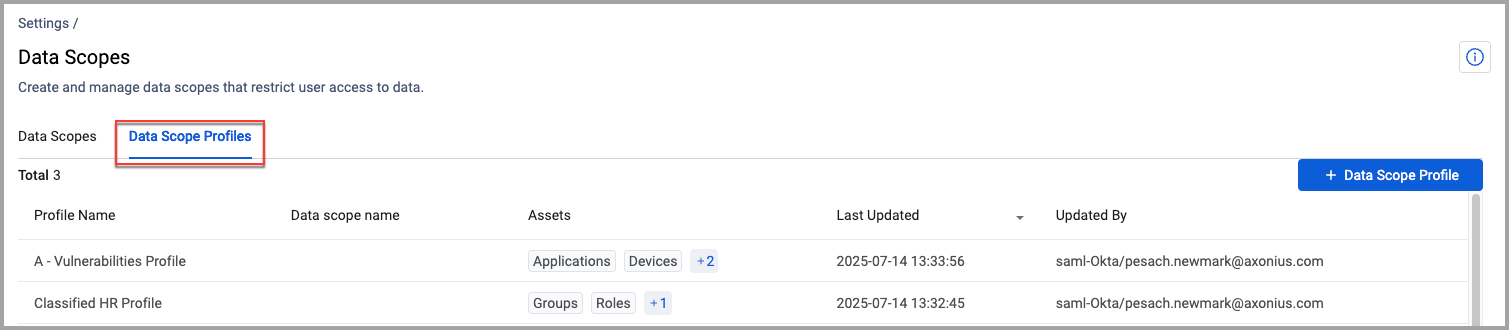 Settings /
Data Scopes
Create and manage data scopes that restrict user access to data.
Data Scopes Data Scope Profiles
Total 3 + Data Scope Profile
Profile Name Data scope name Assets Last Updated Updated By
A - Vulnerabilities Profile Applications Devices +2 2025-07-14 13:33:56 saml-Okta/pesach.newmark@axonius.com
Classified HR Profile Groups Roles +1 2025-07-14 13:32:45 saml-Okta/pesach.newmark@axonius.com